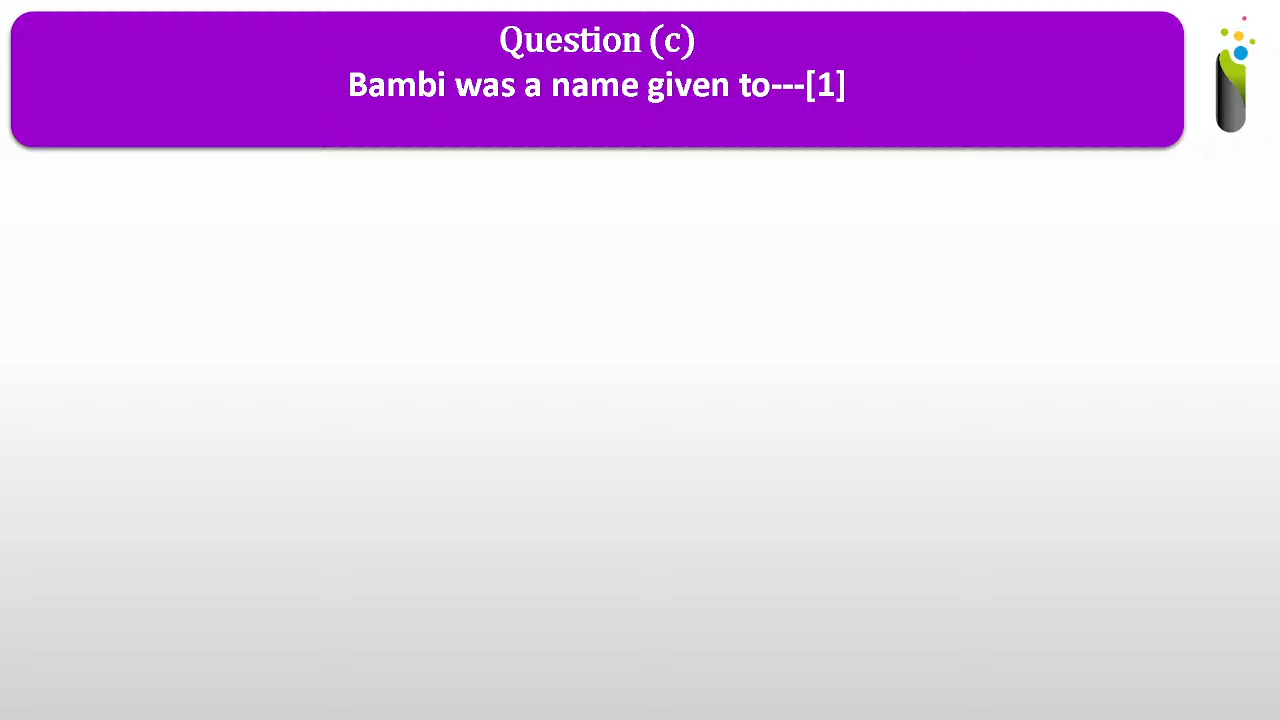 Question (c)
Bambi was a name given to---[1]